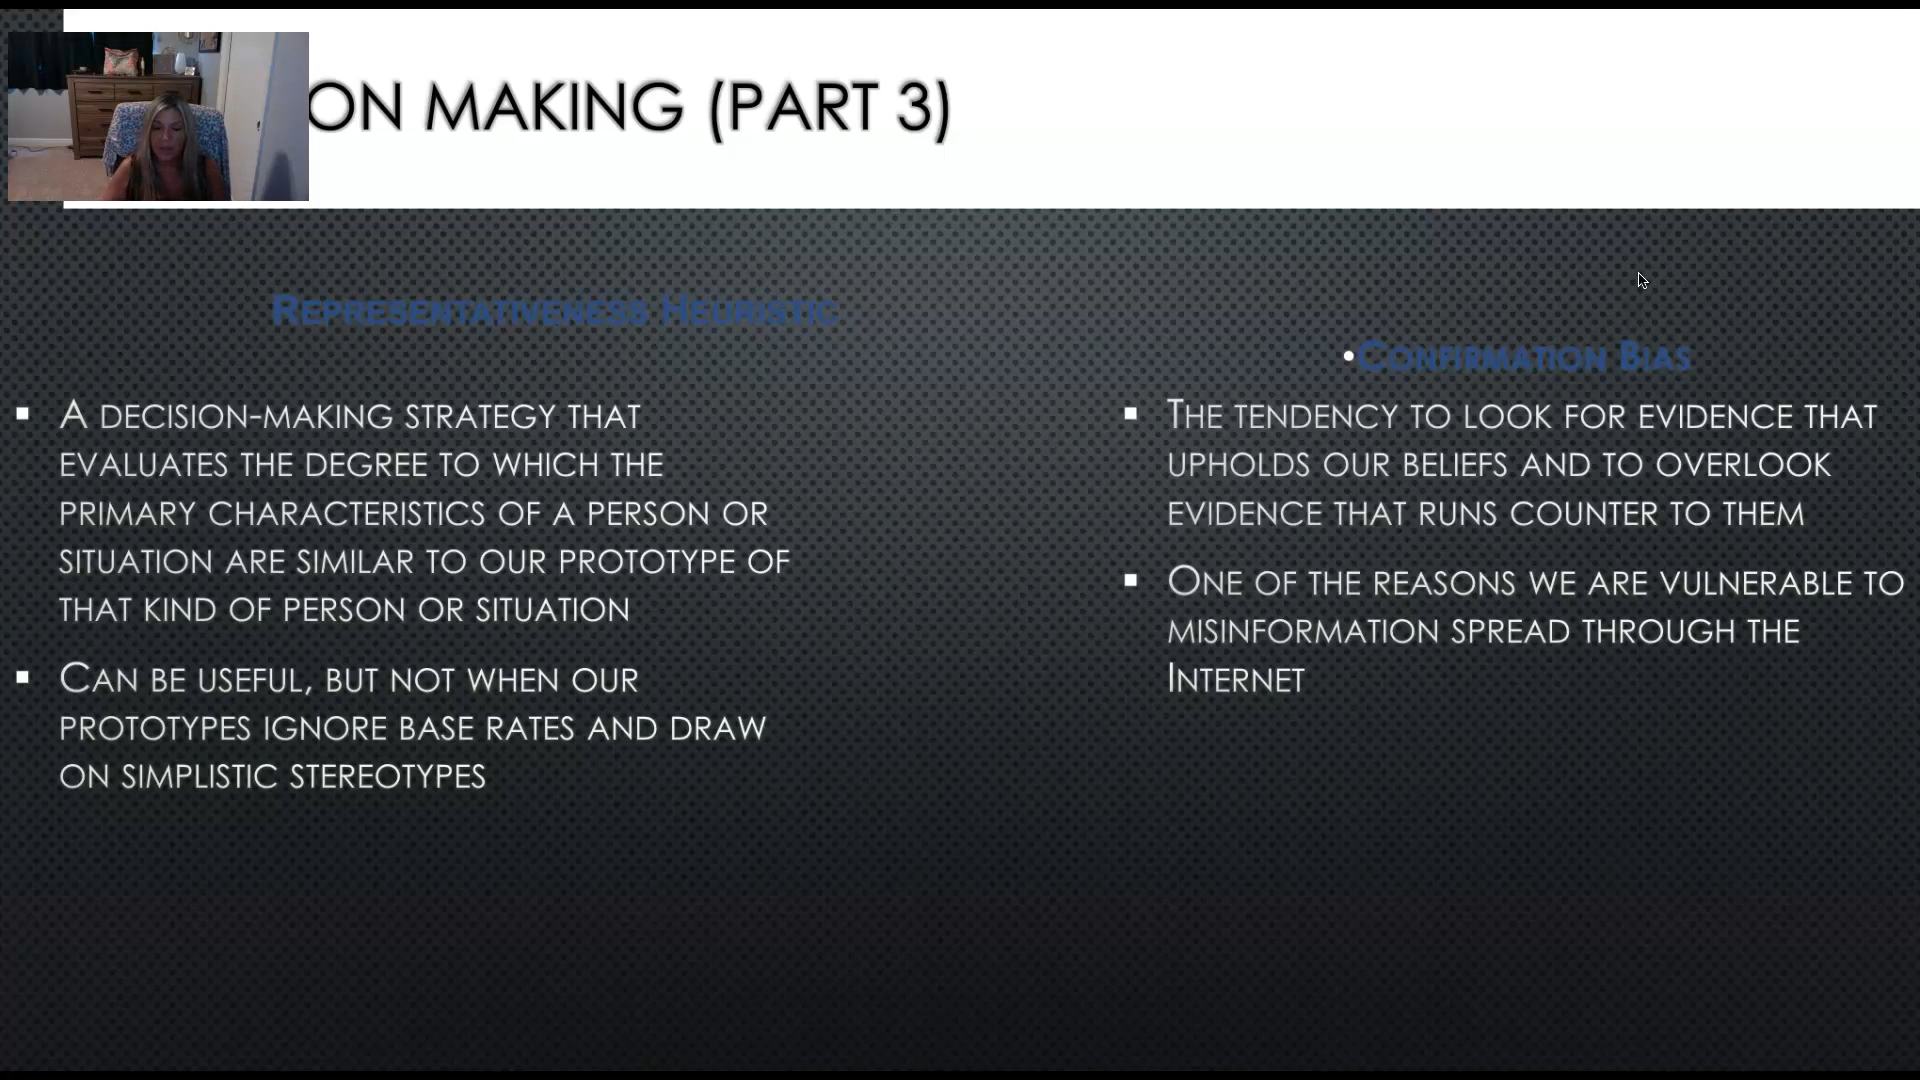 ON MAKING (PART 3)
REPRESENTATIVENESS HEURISTIC
▪ A DECISION-MAKING STRATEGY THAT
EVALUATES THE DEGREE TO WHICH THE
PRIMARY CHARACTERISTICS OF A PERSON OR
SITUATION ARE SIMILAR TO OUR PROTOTYPE OF
THAT KIND OF PERSON OR SITUATION
▪ CAN BE USEFUL, BUT NOT WHEN OUR
PROTOTYPES IGNORE BASE RATES AND DRAW
ON SIMPLISTIC STEREOTYPES
•CONFIRMATION BIAS
▪ THE TENDENCY TO LOOK FOR EVIDENCE THAT
UPHOLDS OUR BELIEFS AND TO OVERLOOK
EVIDENCE THAT RUNS COUNTER TO THEM
▪ ONE OF THE REASONS WE ARE VULNERABLE TO
MISINFORMATION SPREAD THROUGH THE
INTERNET